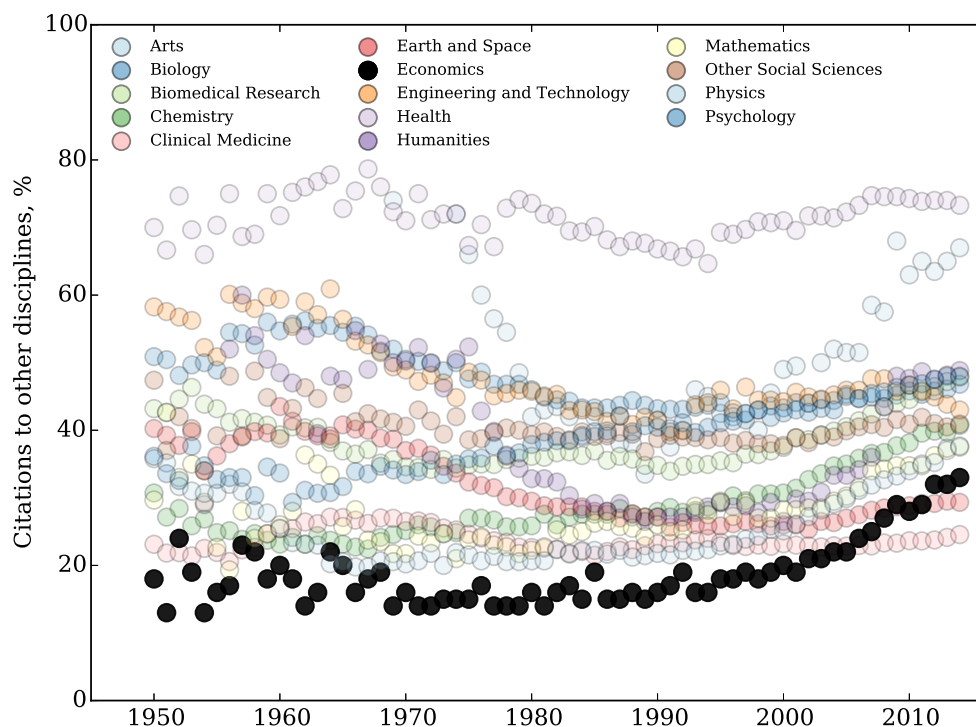 100
80
60
40
20
0
Citations to other disciplines, %
Arts
Biology
Biomedical Research
Chemistry
Clinical Medicine
Earth and Space
Economics
Engineering and Technology
Health
Humanities
Mathematics
Other Social Sciences
Physics
Psychology
1950 1960 1970 1980 1990 2000 2010